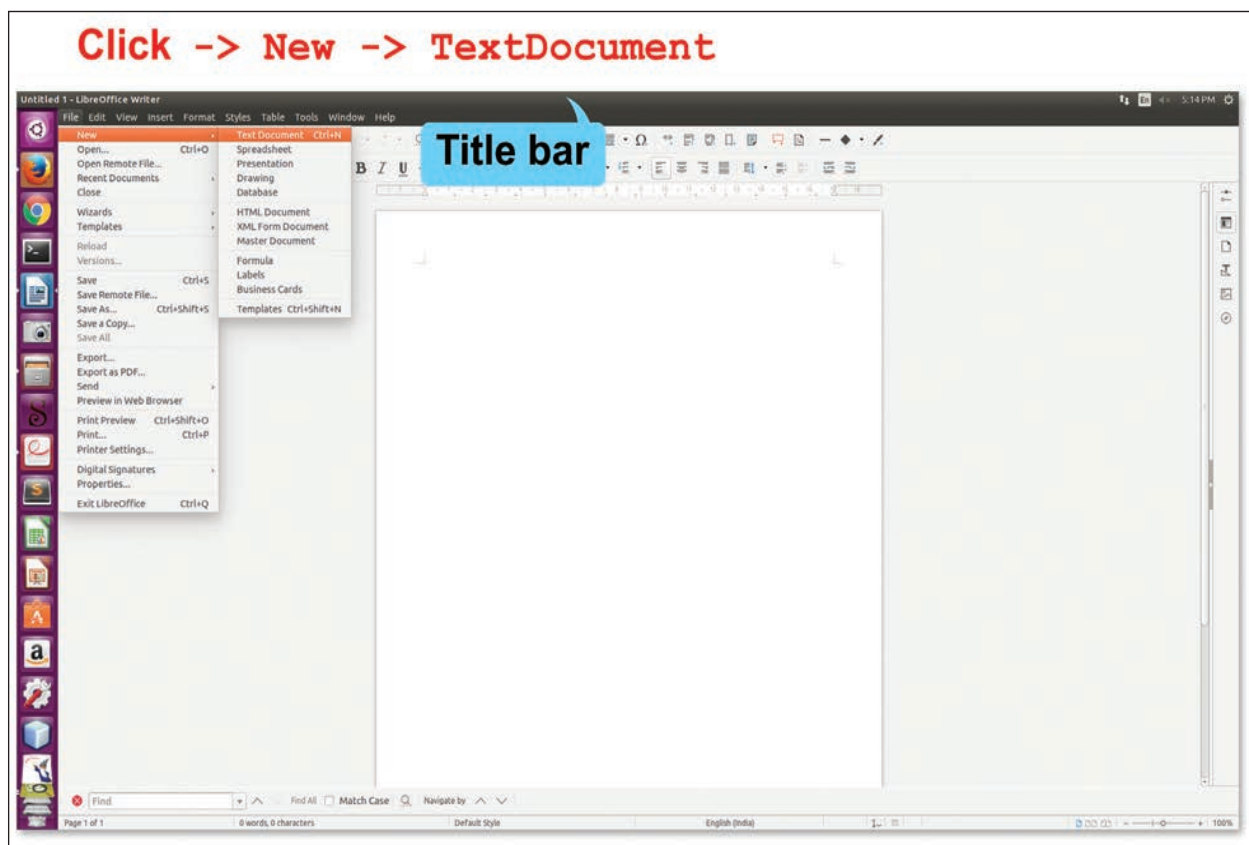 Click -> New -> TextDocument
Untitled 1 - LibreOffice Writer
En 5:14 PM
File Edit View Insert Format Styles Table Tools Window Help
Title bar
New
Open... Ctrl+O
Open Remote File...
Recent Documents
Close
Wizards
Templates
Reload
Versions...
Save Ctrl+S
Save Remote File...
Save As... Ctrl+Shift+S
Save a Copy...
Save All
Export...
Export as PDF...
Send
Preview in Web Browser
Print Preview Ctrl+Shift+O
Print... Ctrl+P
Printer Settings...
Digital Signatures
Properties...
Exit LibreOffice Ctrl+Q
Text Document Ctrl+N
Spreadsheet
Presentation
Drawing
Database
HTML Document
XML Form Document
Master Document
Formula
Labels
Business Cards
Templates Ctrl+Shift+N
B I U
Find Find All Match Case Navigate by
Page 1 of 1 0 words, 0 characters Default Style English (India) 100%